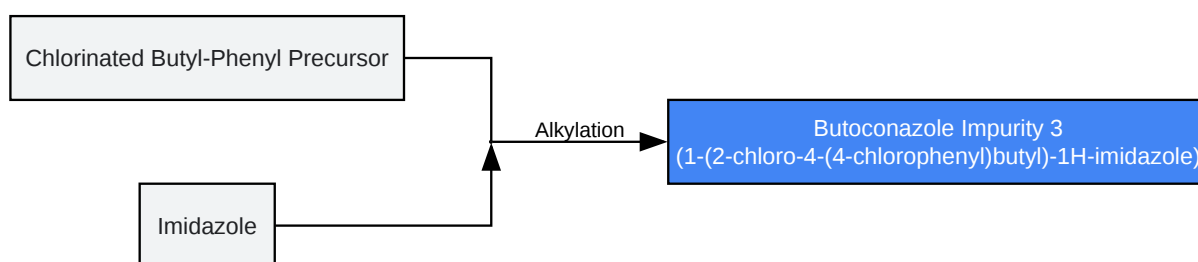 Chlorinated Butyl-Phenyl Precursor
Alkylation
Butoconazole Impurity 3
(1-(2-chloro-4-(4-chlorophenyl)butyl)-1H-imidazole)
Imidazole